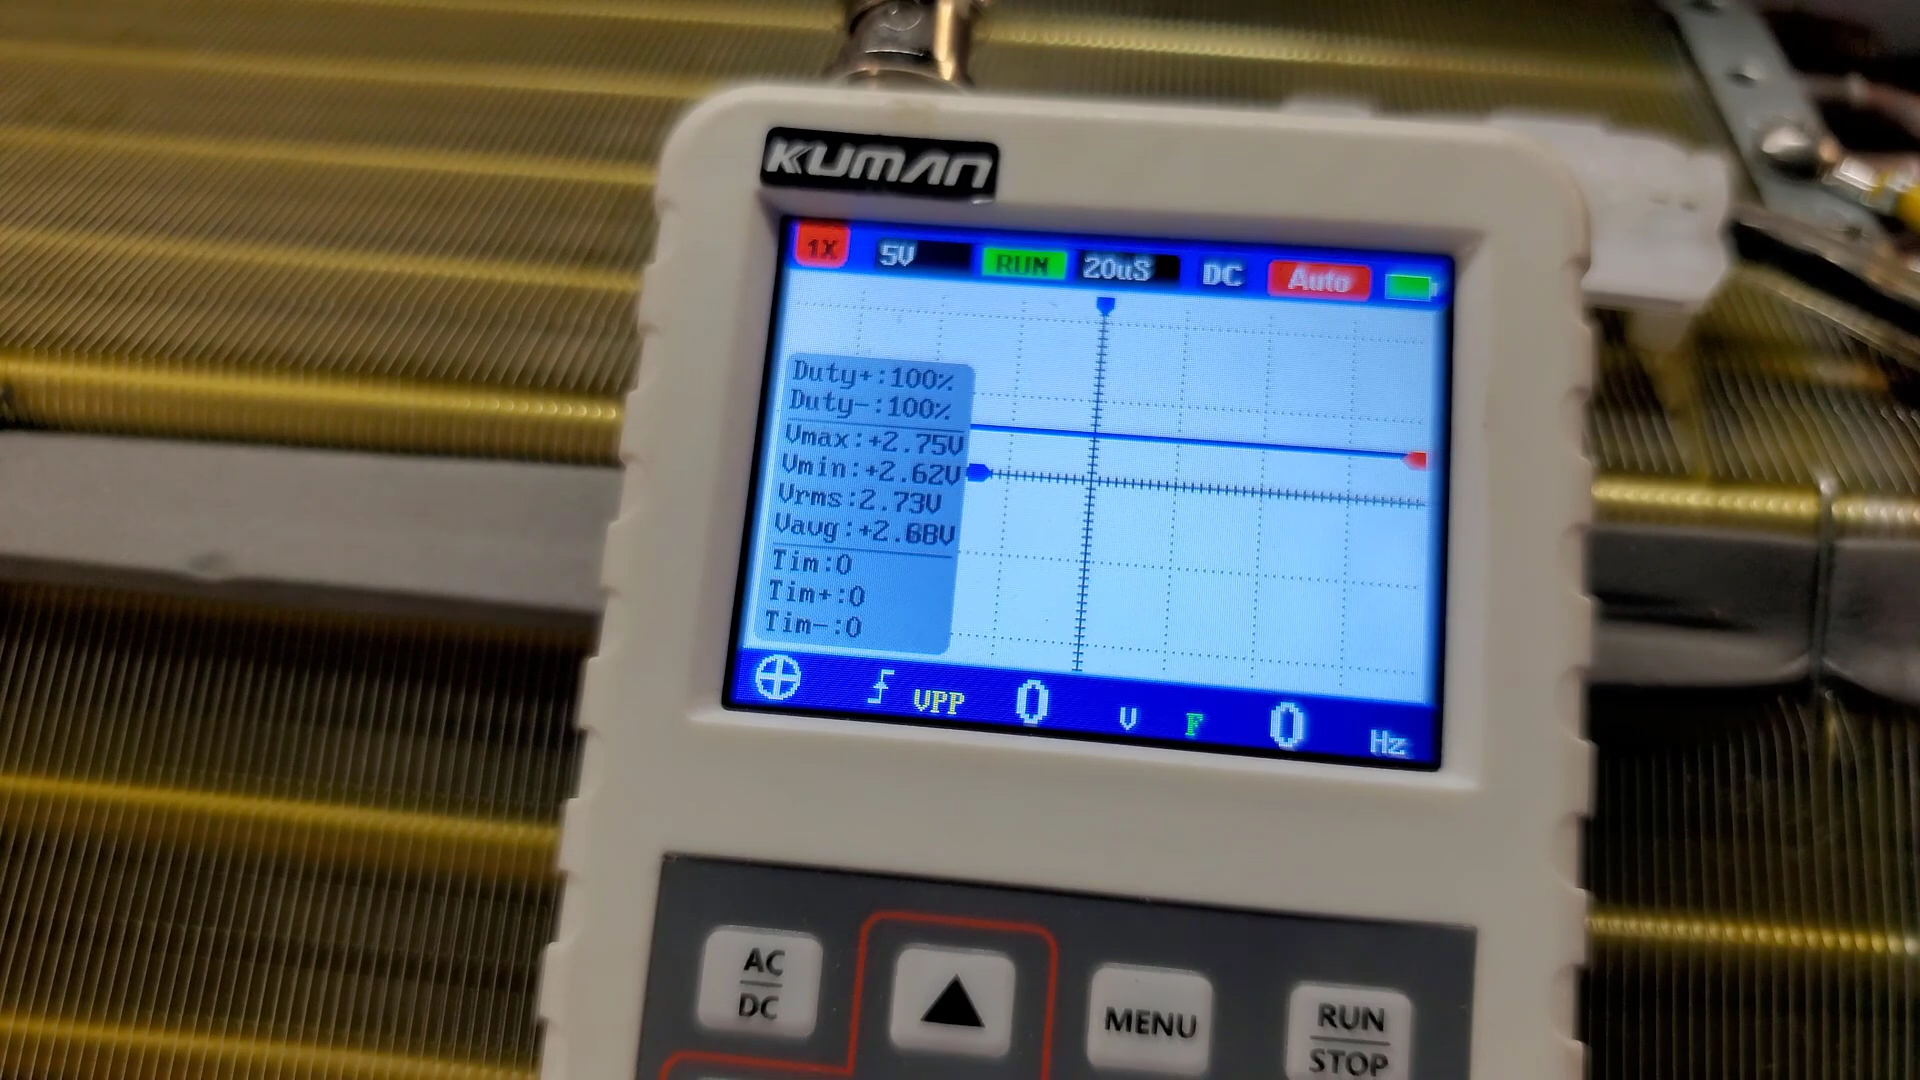 KUMAN
1X 5V RUN 20uS DC Auto
Duty+:100%
Duty-:100%
Vmax:+2.75V
Vmin:+2.62V
Vrms:2.73V
Vavg:+2.68V
Tim:0
Tim+:0
Tim-:0
VPP 0 V F 0 Hz
AC
DC
MENU
RUN
STOP